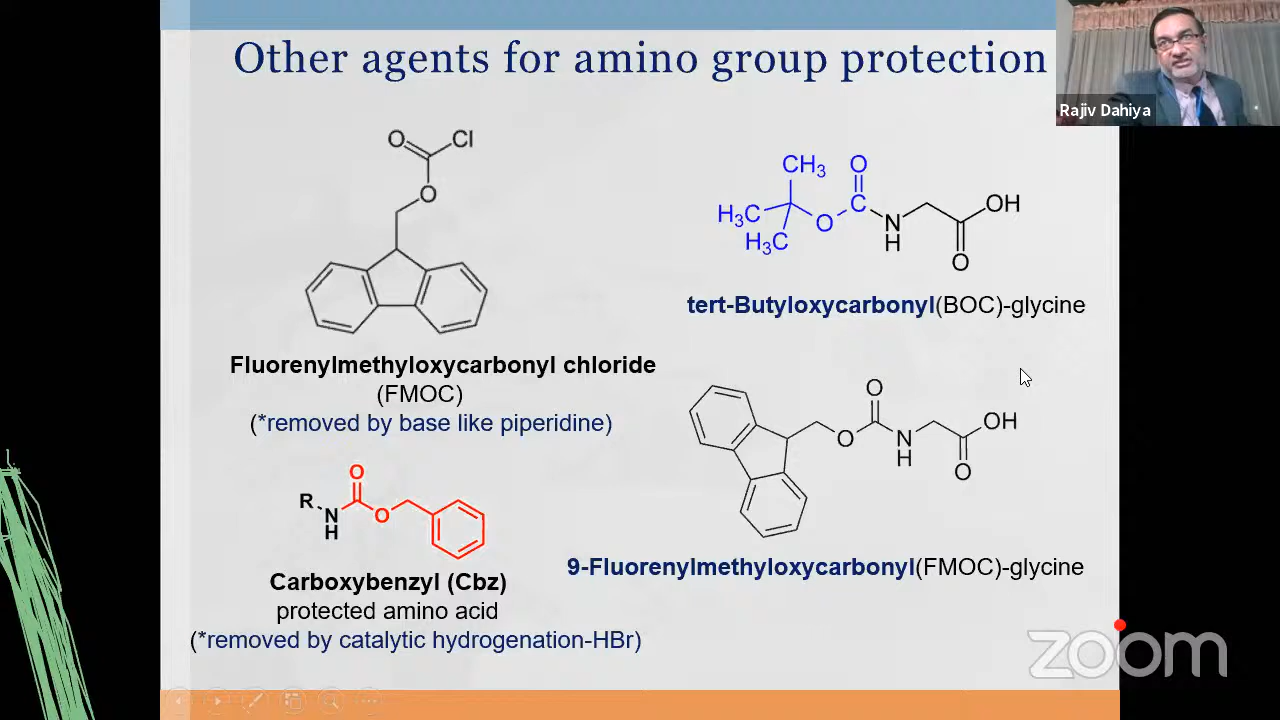 Other agents for amino group protection
Rajiv Dahiya
O
Cl
O
Fluorenylmethyloxycarbonyl chloride
(FMOC)
(*removed by base like piperidine)
CH3
O
H3C
C
OH
O
N
H3C
H
O
tert-Butyloxycarbonyl(BOC)-glycine
O
R
O
N
H
Carboxybenzyl (Cbz)
protected amino acid
(*removed by catalytic hydrogenation-HBr)
O
OH
O
N
H
O
9-Fluorenylmethyloxycarbonyl(FMOC)-glycine
zoom